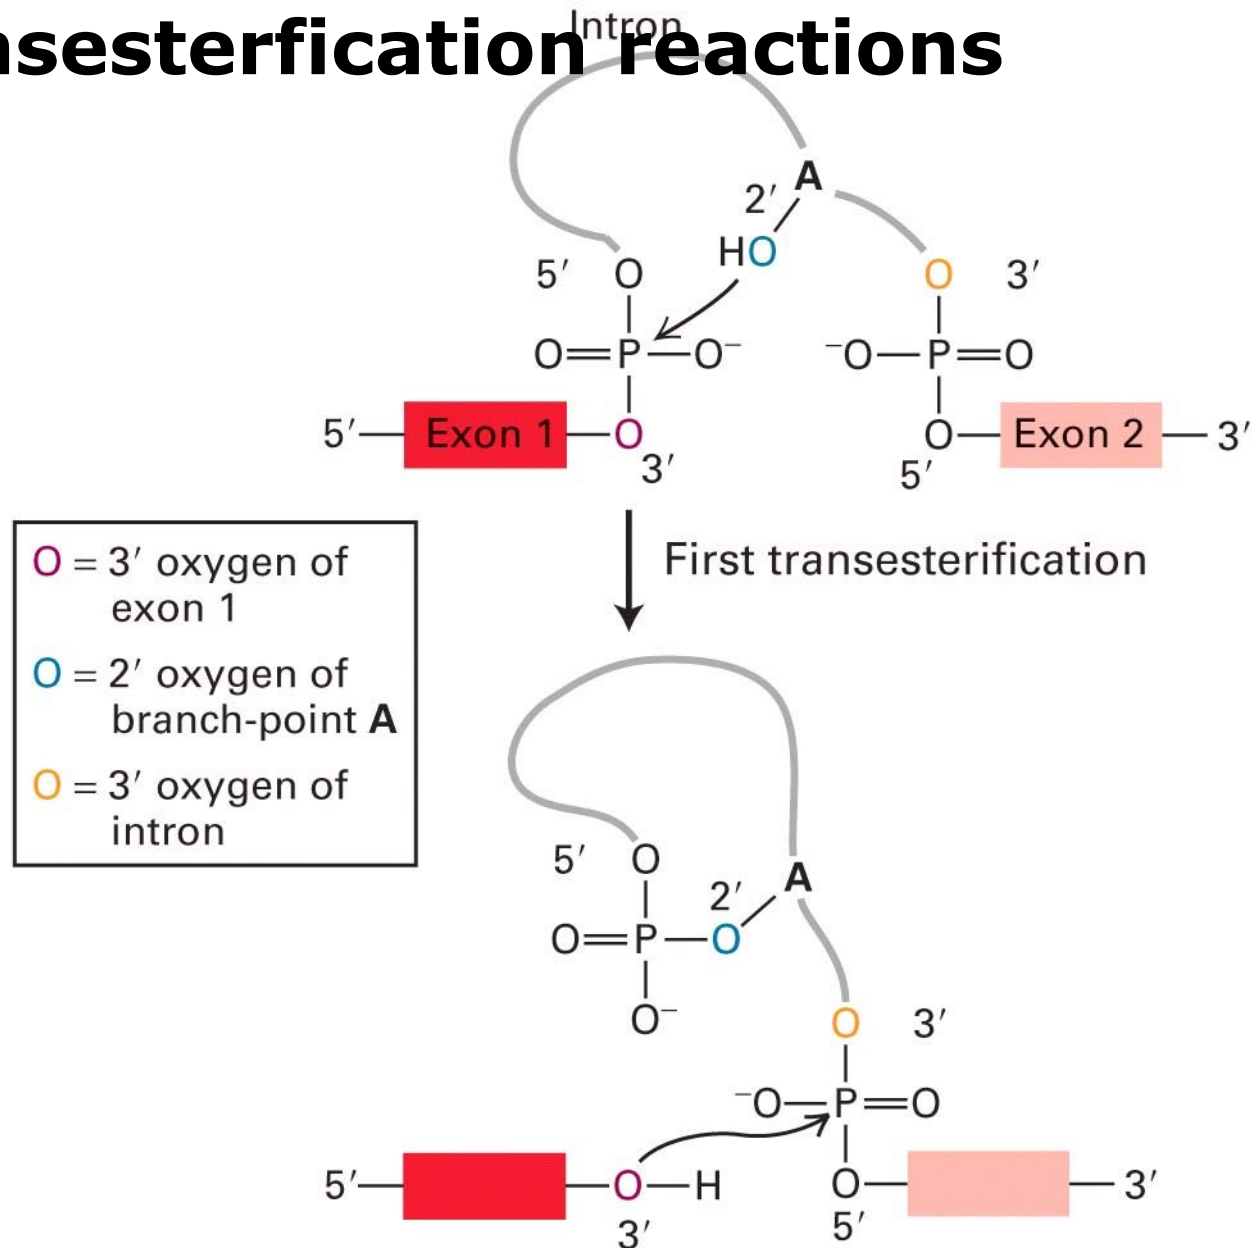 nsesterfication reactions
Intron
A
2′
HO
5′ O
O 3′
O=P—O⁻
⁻O—P=O
5′ Exon 1 O
3′
O Exon 2 3′
5′
First transesterification
O = 3′ oxygen of
exon 1
O = 2′ oxygen of
branch-point A
O = 3′ oxygen of
intron
5′ O
A
2′
O=P—O
O⁻
O 3′
⁻O—P=O
5′ O—H
3′
O 3′
5′